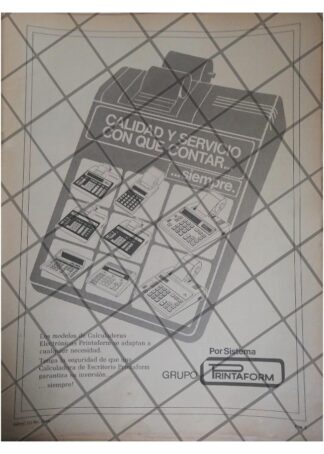 CALIDAD Y SERVICIO
CON QUE CONTAR,
...siempre.
Los modelos de Calculadoras
Electrónicas Printaform se adaptan a
cualquier necesidad.
Tenga la seguridad de que una
Calculadora de Escritorio Printaform
garantiza su inversión
... siempre!
Por Sistema
GRUPO PRINTAFORM